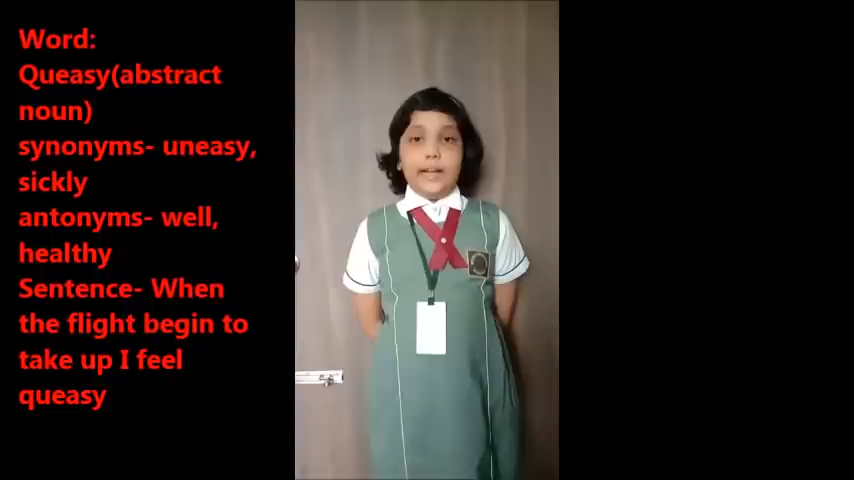 Word:
Queasy(abstract
noun)
synonyms- uneasy,
sickly
antonyms- well,
healthy
Sentence- When
the flight begin to
take up I feel
queasy